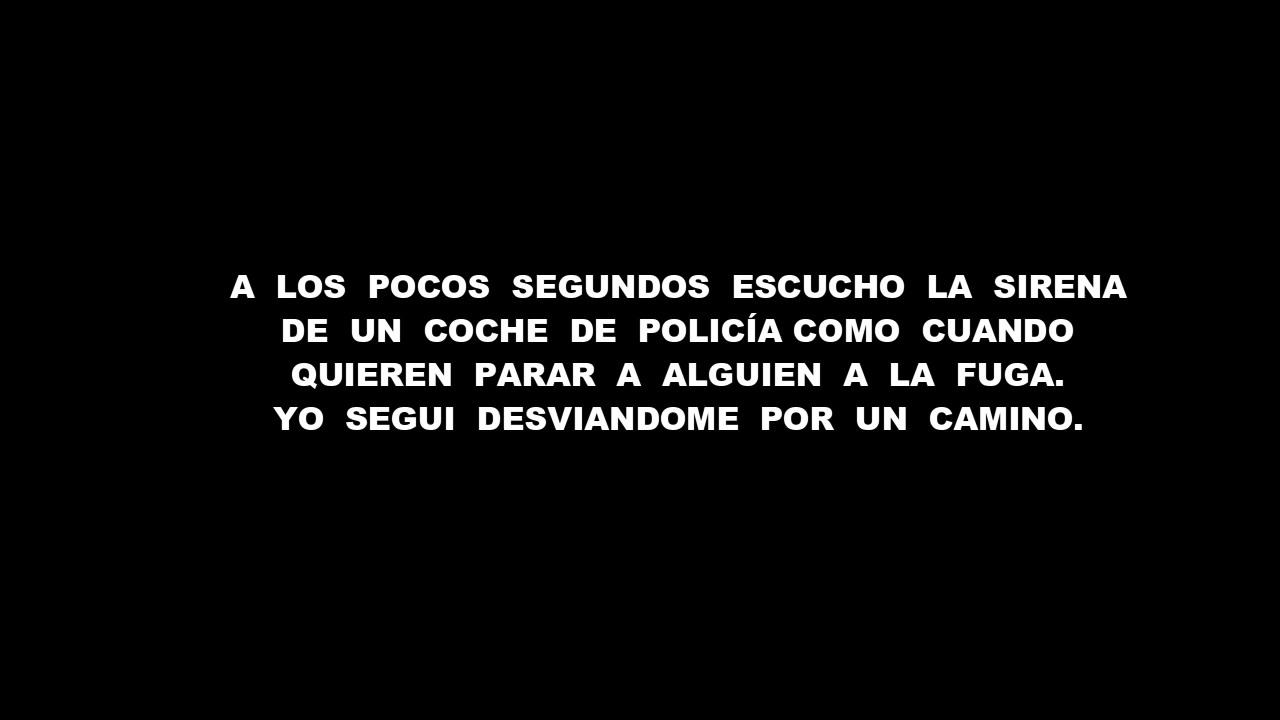 A LOS POCOS SEGUNDOS ESCUCHO LA SIRENA
DE UN COCHE DE POLICÍA COMO CUANDO
QUIEREN PARAR A ALGUIEN A LA FUGA.
YO SEGUI DESVIANDOME POR UN CAMINO.